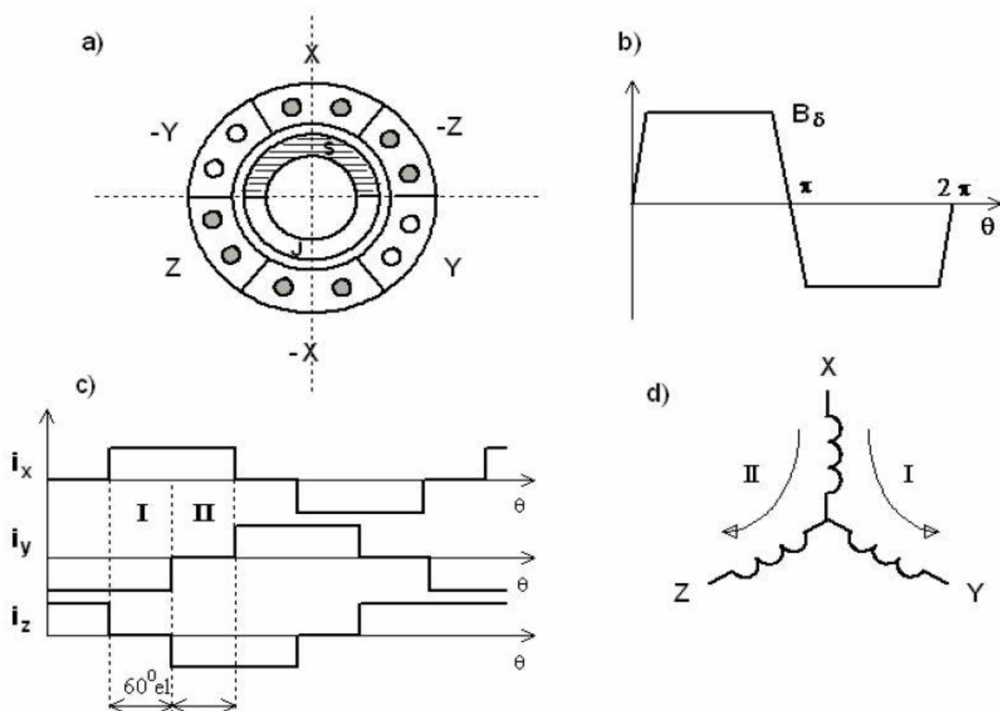 a)
X
-Y
-Z
S
J
Z
Y
-X
b)
B δ
π
2 π
θ
c)
i x
θ
I II
i y
θ
i z
θ
60⁰el
d)
X
II I
Z Y